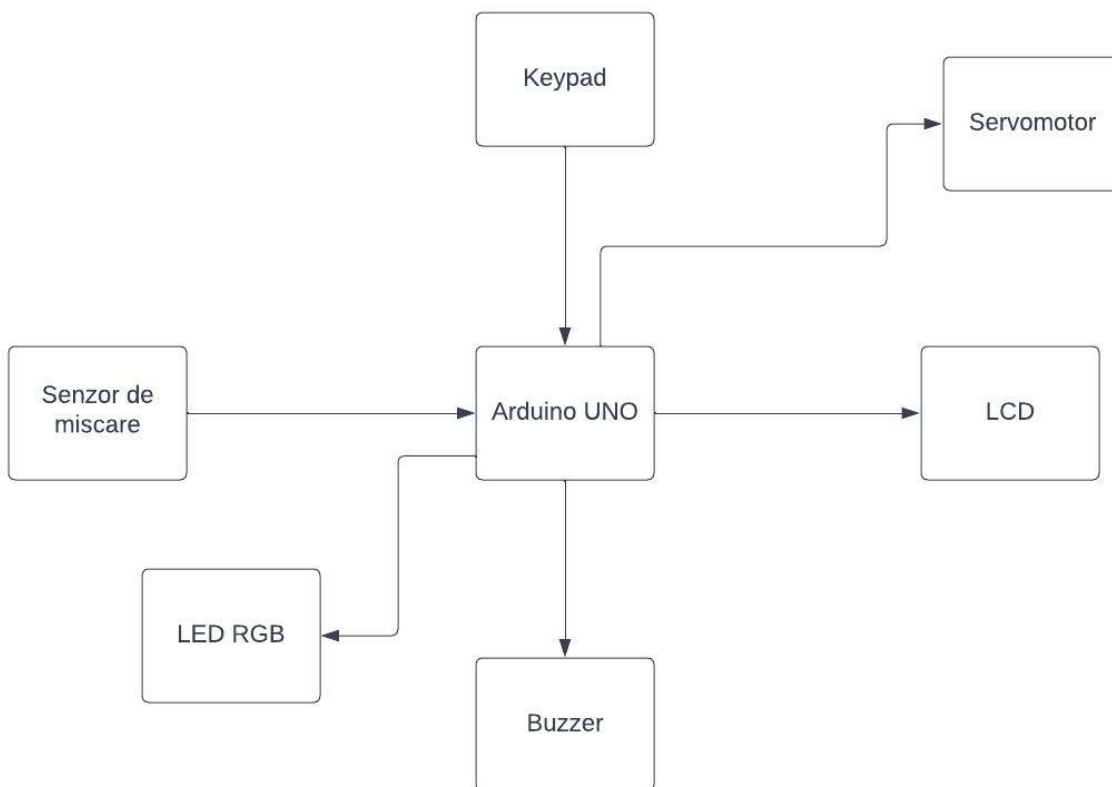 Keypad
Servomotor
Senzor de
miscare
Arduino UNO
LCD
LED RGB
Buzzer